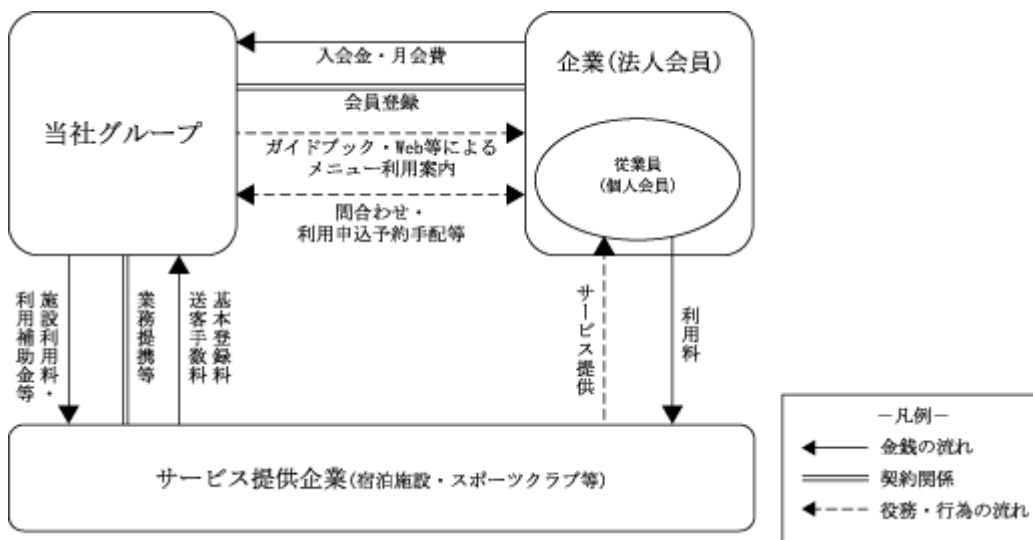 当社グループ
入会金・月会費
会員登録
ガイドブック・Web等による
メニュー利用案内
問合わせ・
利用申込予約手配等
企業(法人会員)
従業員
(個人会員)
施設利用料・
利用補助金等
業務提携等
基本登録料
送客手数料
サービス提供
利用料
サービス提供企業(宿泊施設・スポーツクラブ等)
－凡例－
金銭の流れ
契約関係
役務・行為の流れ